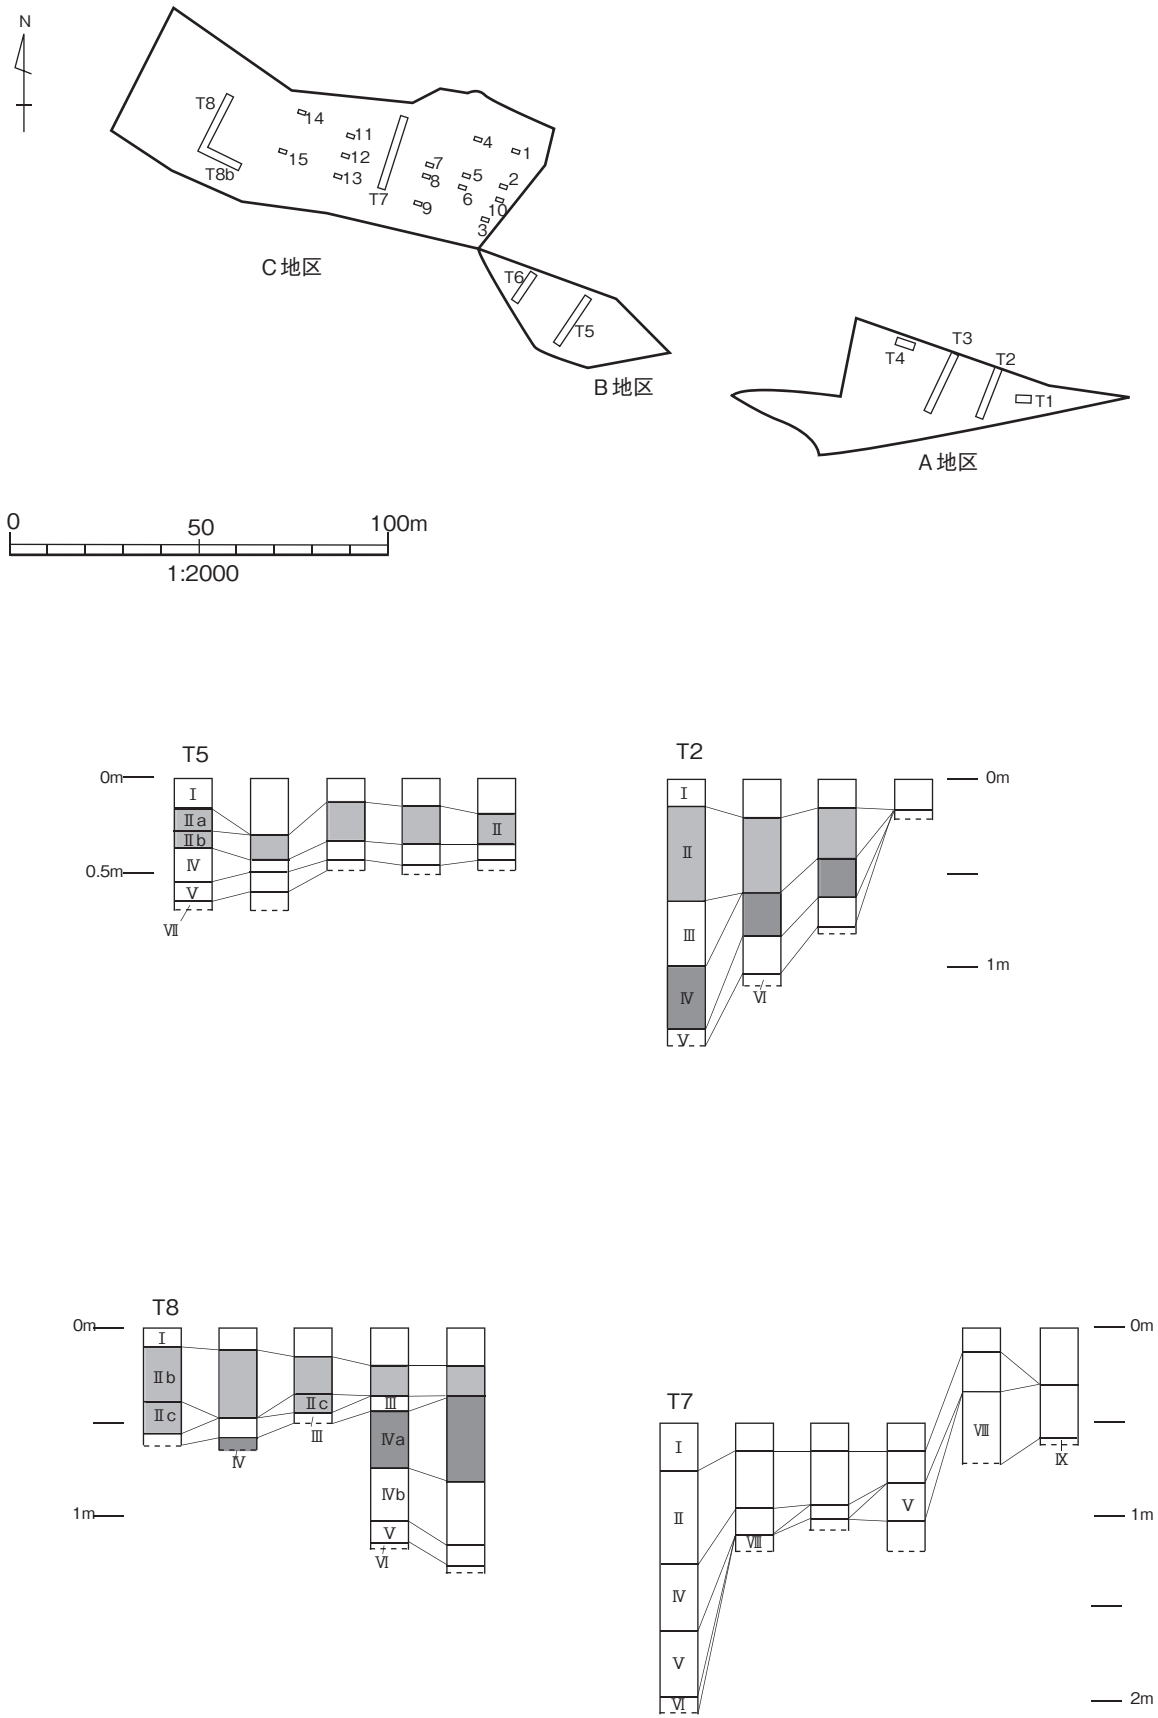 N
T8
14
11
4
1
15
12
7
8
5
2
T8b
13
T7
6
9
10
3
C地区
T6
T5
B地区
T3
T4
T2
T1
A地区
0
50
100m
1:2000
T5
0m
0.5m
Ⅰ
Ⅱa
Ⅱb
Ⅳ
Ⅴ
Ⅶ
Ⅱ
T2
0m
1m
Ⅰ
Ⅱ
Ⅲ
Ⅳ
Ⅴ
Ⅵ
T8
0m
1m
Ⅰ
Ⅱb
Ⅱc
Ⅳ
Ⅱc
Ⅲ
Ⅲ
Ⅳa
Ⅳb
Ⅴ
Ⅵ
T7
0m
1m
2m
Ⅰ
Ⅱ
Ⅳ
Ⅴ
Ⅵ
Ⅷ
Ⅴ
Ⅷ
Ⅸ